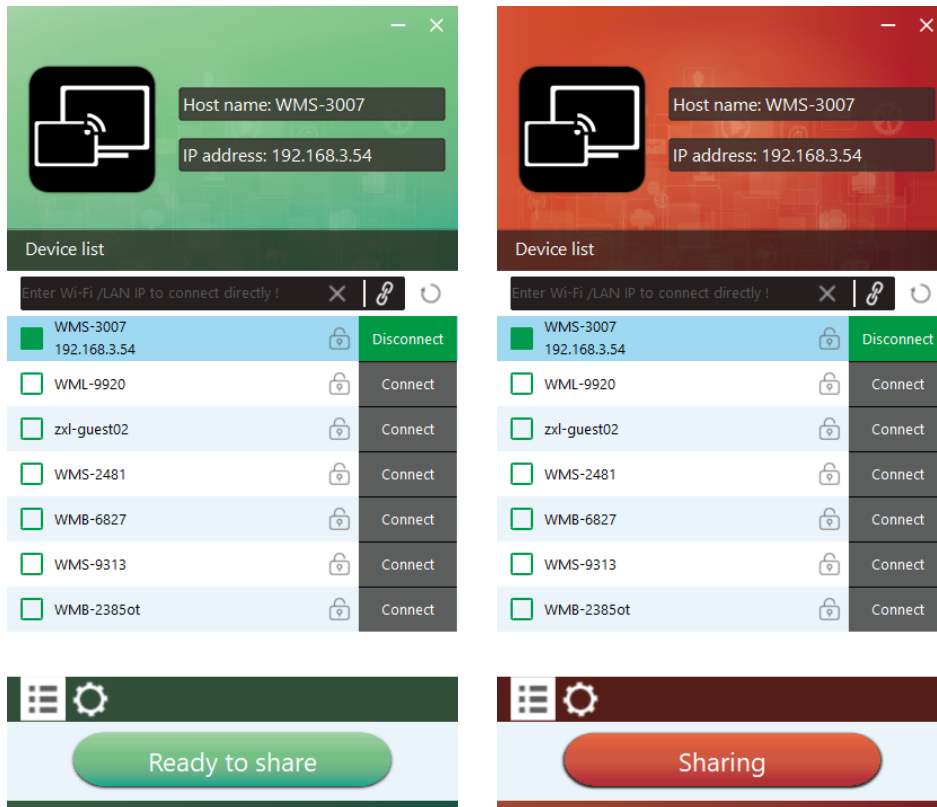 Host name: WMS-3007
IP address: 192.168.3.54
Device list
Enter Wi-Fi /LAN IP to connect directly !
WMS-3007
192.168.3.54
Disconnect
WML-9920
Connect
zxl-guest02
Connect
WMS-2481
Connect
WMB-6827
Connect
WMS-9313
Connect
WMB-2385ot
Connect
Ready to share
Host name: WMS-3007
IP address: 192.168.3.54
Device list
Enter Wi-Fi /LAN IP to connect directly !
WMS-3007
192.168.3.54
Disconnect
WML-9920
Connect
zxl-guest02
Connect
WMS-2481
Connect
WMB-6827
Connect
WMS-9313
Connect
WMB-2385ot
Connect
Sharing